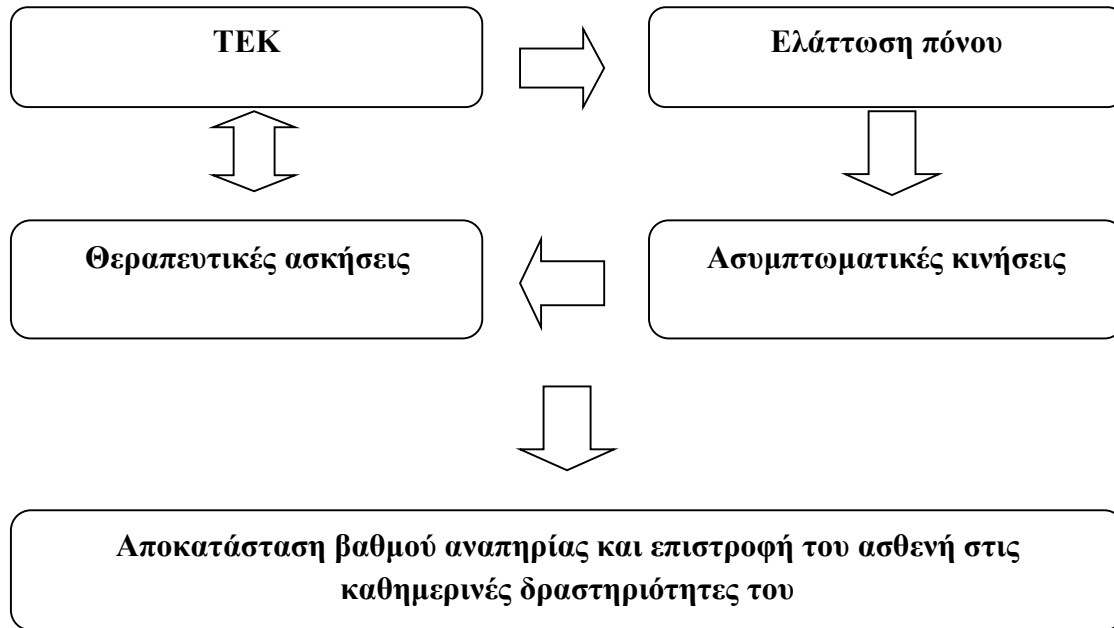 ΤΕΚ
Ελάττωση πόνου
Θεραπευτικές ασκήσεις
Ασυμπτωματικές κινήσεις
Αποκατάσταση βαθμού αναπηρίας και επιστροφή του ασθενή στις
καθημερινές δραστηριότητες του